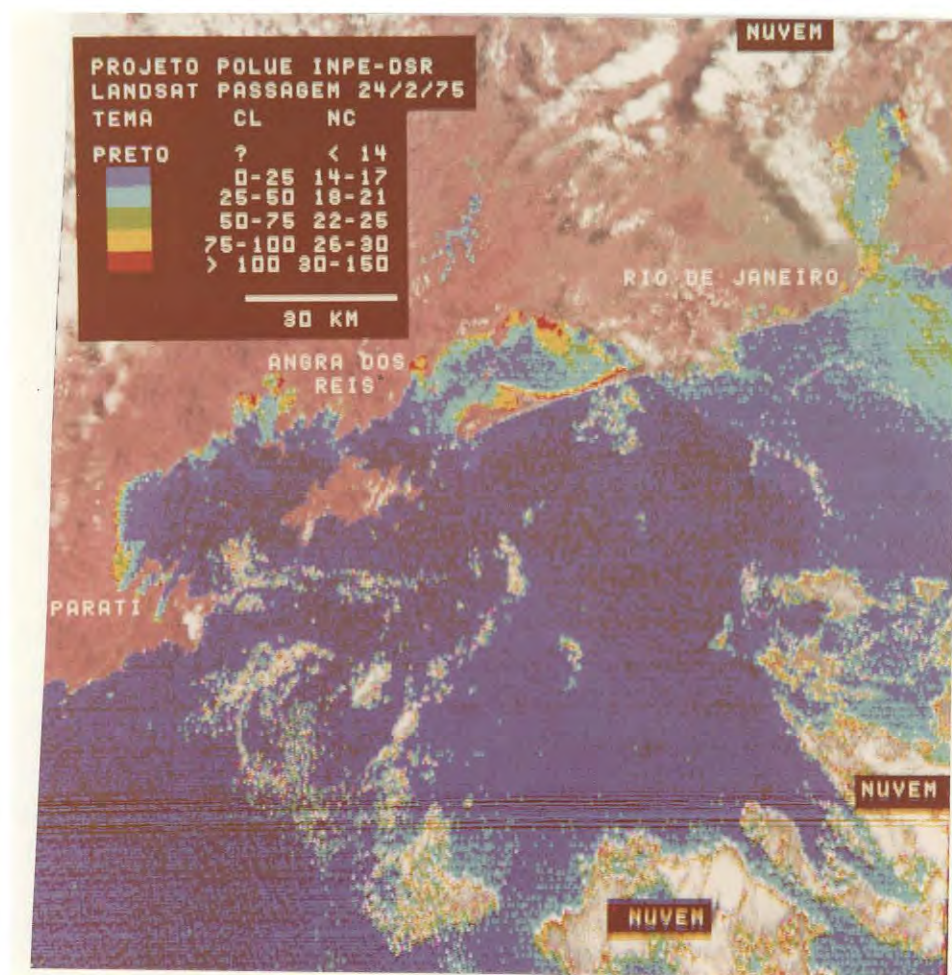 NUVEM
PROJETO POLUE INPE-DSR
LANDSAT PASSAGEM 24/2/75
TEMA CL NC
PRETO ? < 14
0-25 14-17
25-50 18-21
50-75 22-25
75-100 26-30
> 100 30-150
30 KM
RIO DE JANEIRO
ANGRA DOS
REIS
PARATI
NUVEM
NUVEM